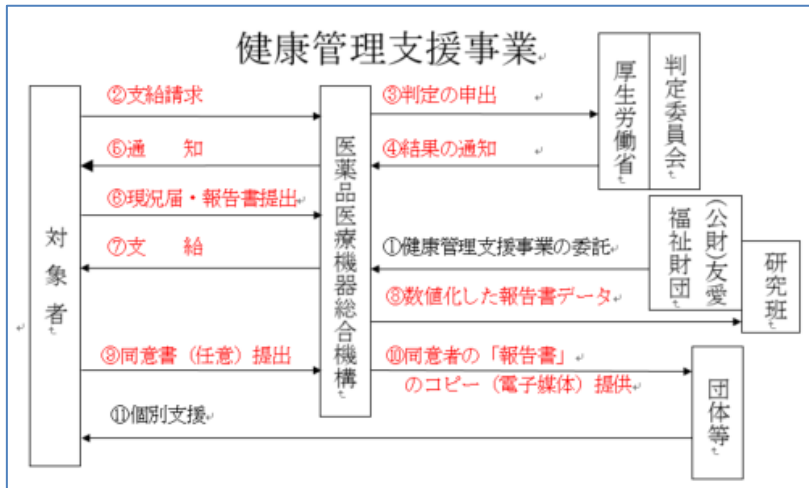 健康管理支援事業
②支給請求
③判定の申出
⑤通　知
④結果の通知
⑥現況届・報告書提出
⑦支　給
①健康管理支援事業の委託
⑧数値化した報告書データ
⑨同意書（任意）提出
⑩同意者の「報告書」
のコピー（電子媒体）提供
⑪個別支援
対象者
医薬品医療機器総合機構
厚生労働省
判定委員会
(公財)友愛
福祉財団
研究班
団体等